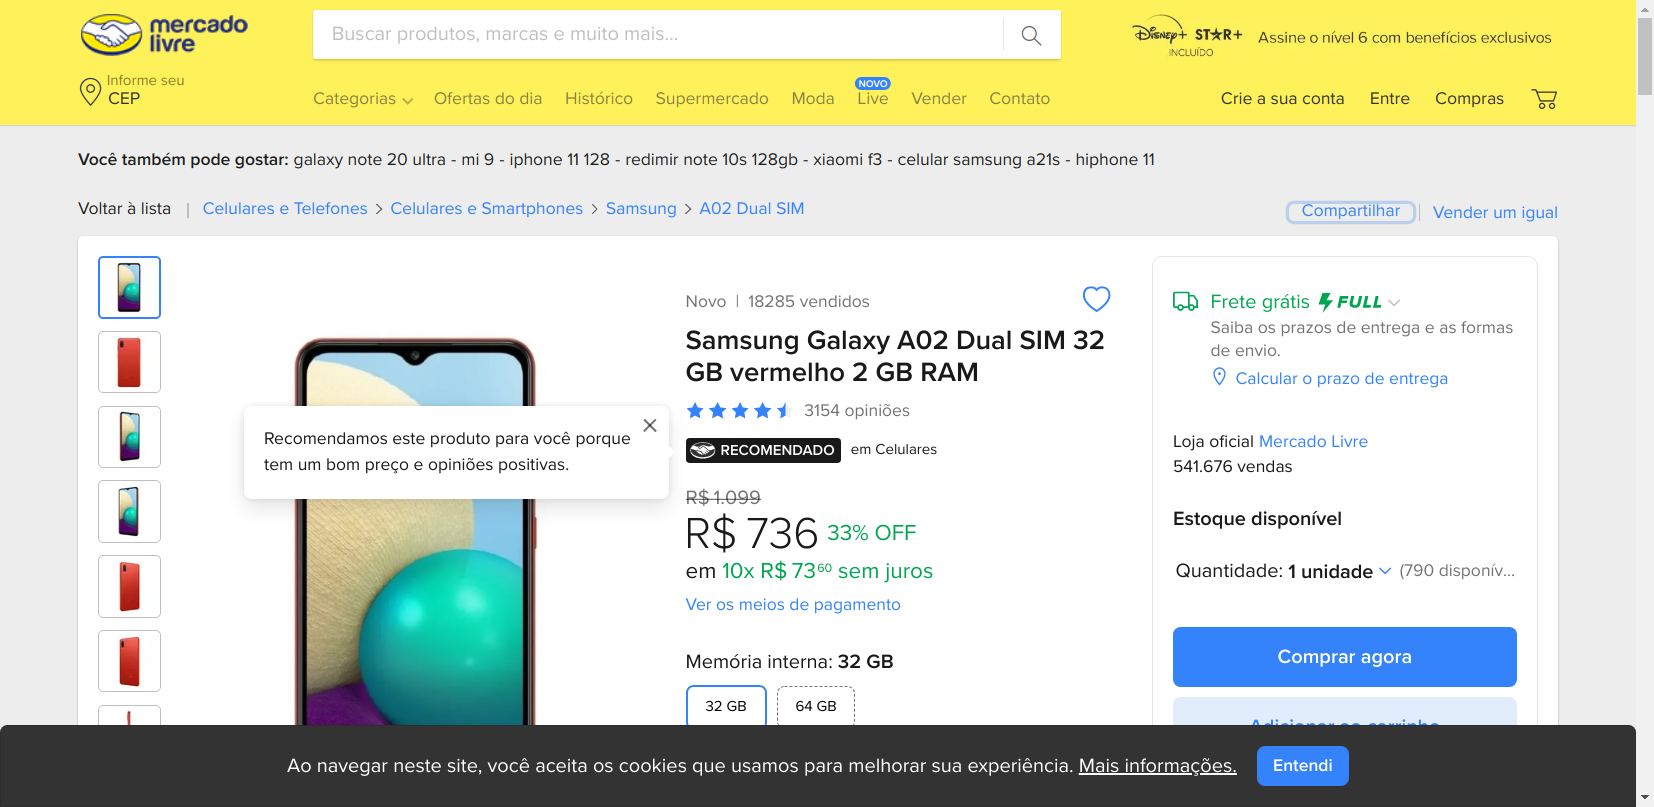 mercado
livre
Buscar produtos, marcas e muito mais...
Disney+ STAR+
INCLUÍDO
Assine o nível 6 com benefícios exclusivos
Informe seu
CEP
Categorias
Ofertas do dia
Histórico
Supermercado
Moda
NOVO
Live
Vender
Contato
Crie a sua conta
Entre
Compras
Você também pode gostar: galaxy note 20 ultra - mi 9 - iphone 11 128 - redimir note 10s 128gb - xiaomi f3 - celular samsung a21s - hiphone 11
Voltar à lista | Celulares e Telefones > Celulares e Smartphones > Samsung > A02 Dual SIM
Compartilhar | Vender um igual
Novo | 18285 vendidos
Samsung Galaxy A02 Dual SIM 32
GB vermelho 2 GB RAM
3154 opiniões
RECOMENDADO em Celulares
Recomendamos este produto para você porque
tem um bom preço e opiniões positivas.
R$ 1.099
R$ 736 33% OFF
em 10x R$ 73⁶⁰ sem juros
Ver os meios de pagamento
Memória interna: 32 GB
32 GB
64 GB
Frete grátis FULL
Saiba os prazos de entrega e as formas
de envio.
Calcular o prazo de entrega
Loja oficial Mercado Livre
541.676 vendas
Estoque disponível
Quantidade: 1 unidade (790 disponív...
Comprar agora
Adicionar ao carrinho
Ao navegar neste site, você aceita os cookies que usamos para melhorar sua experiência. Mais informações.
Entendi